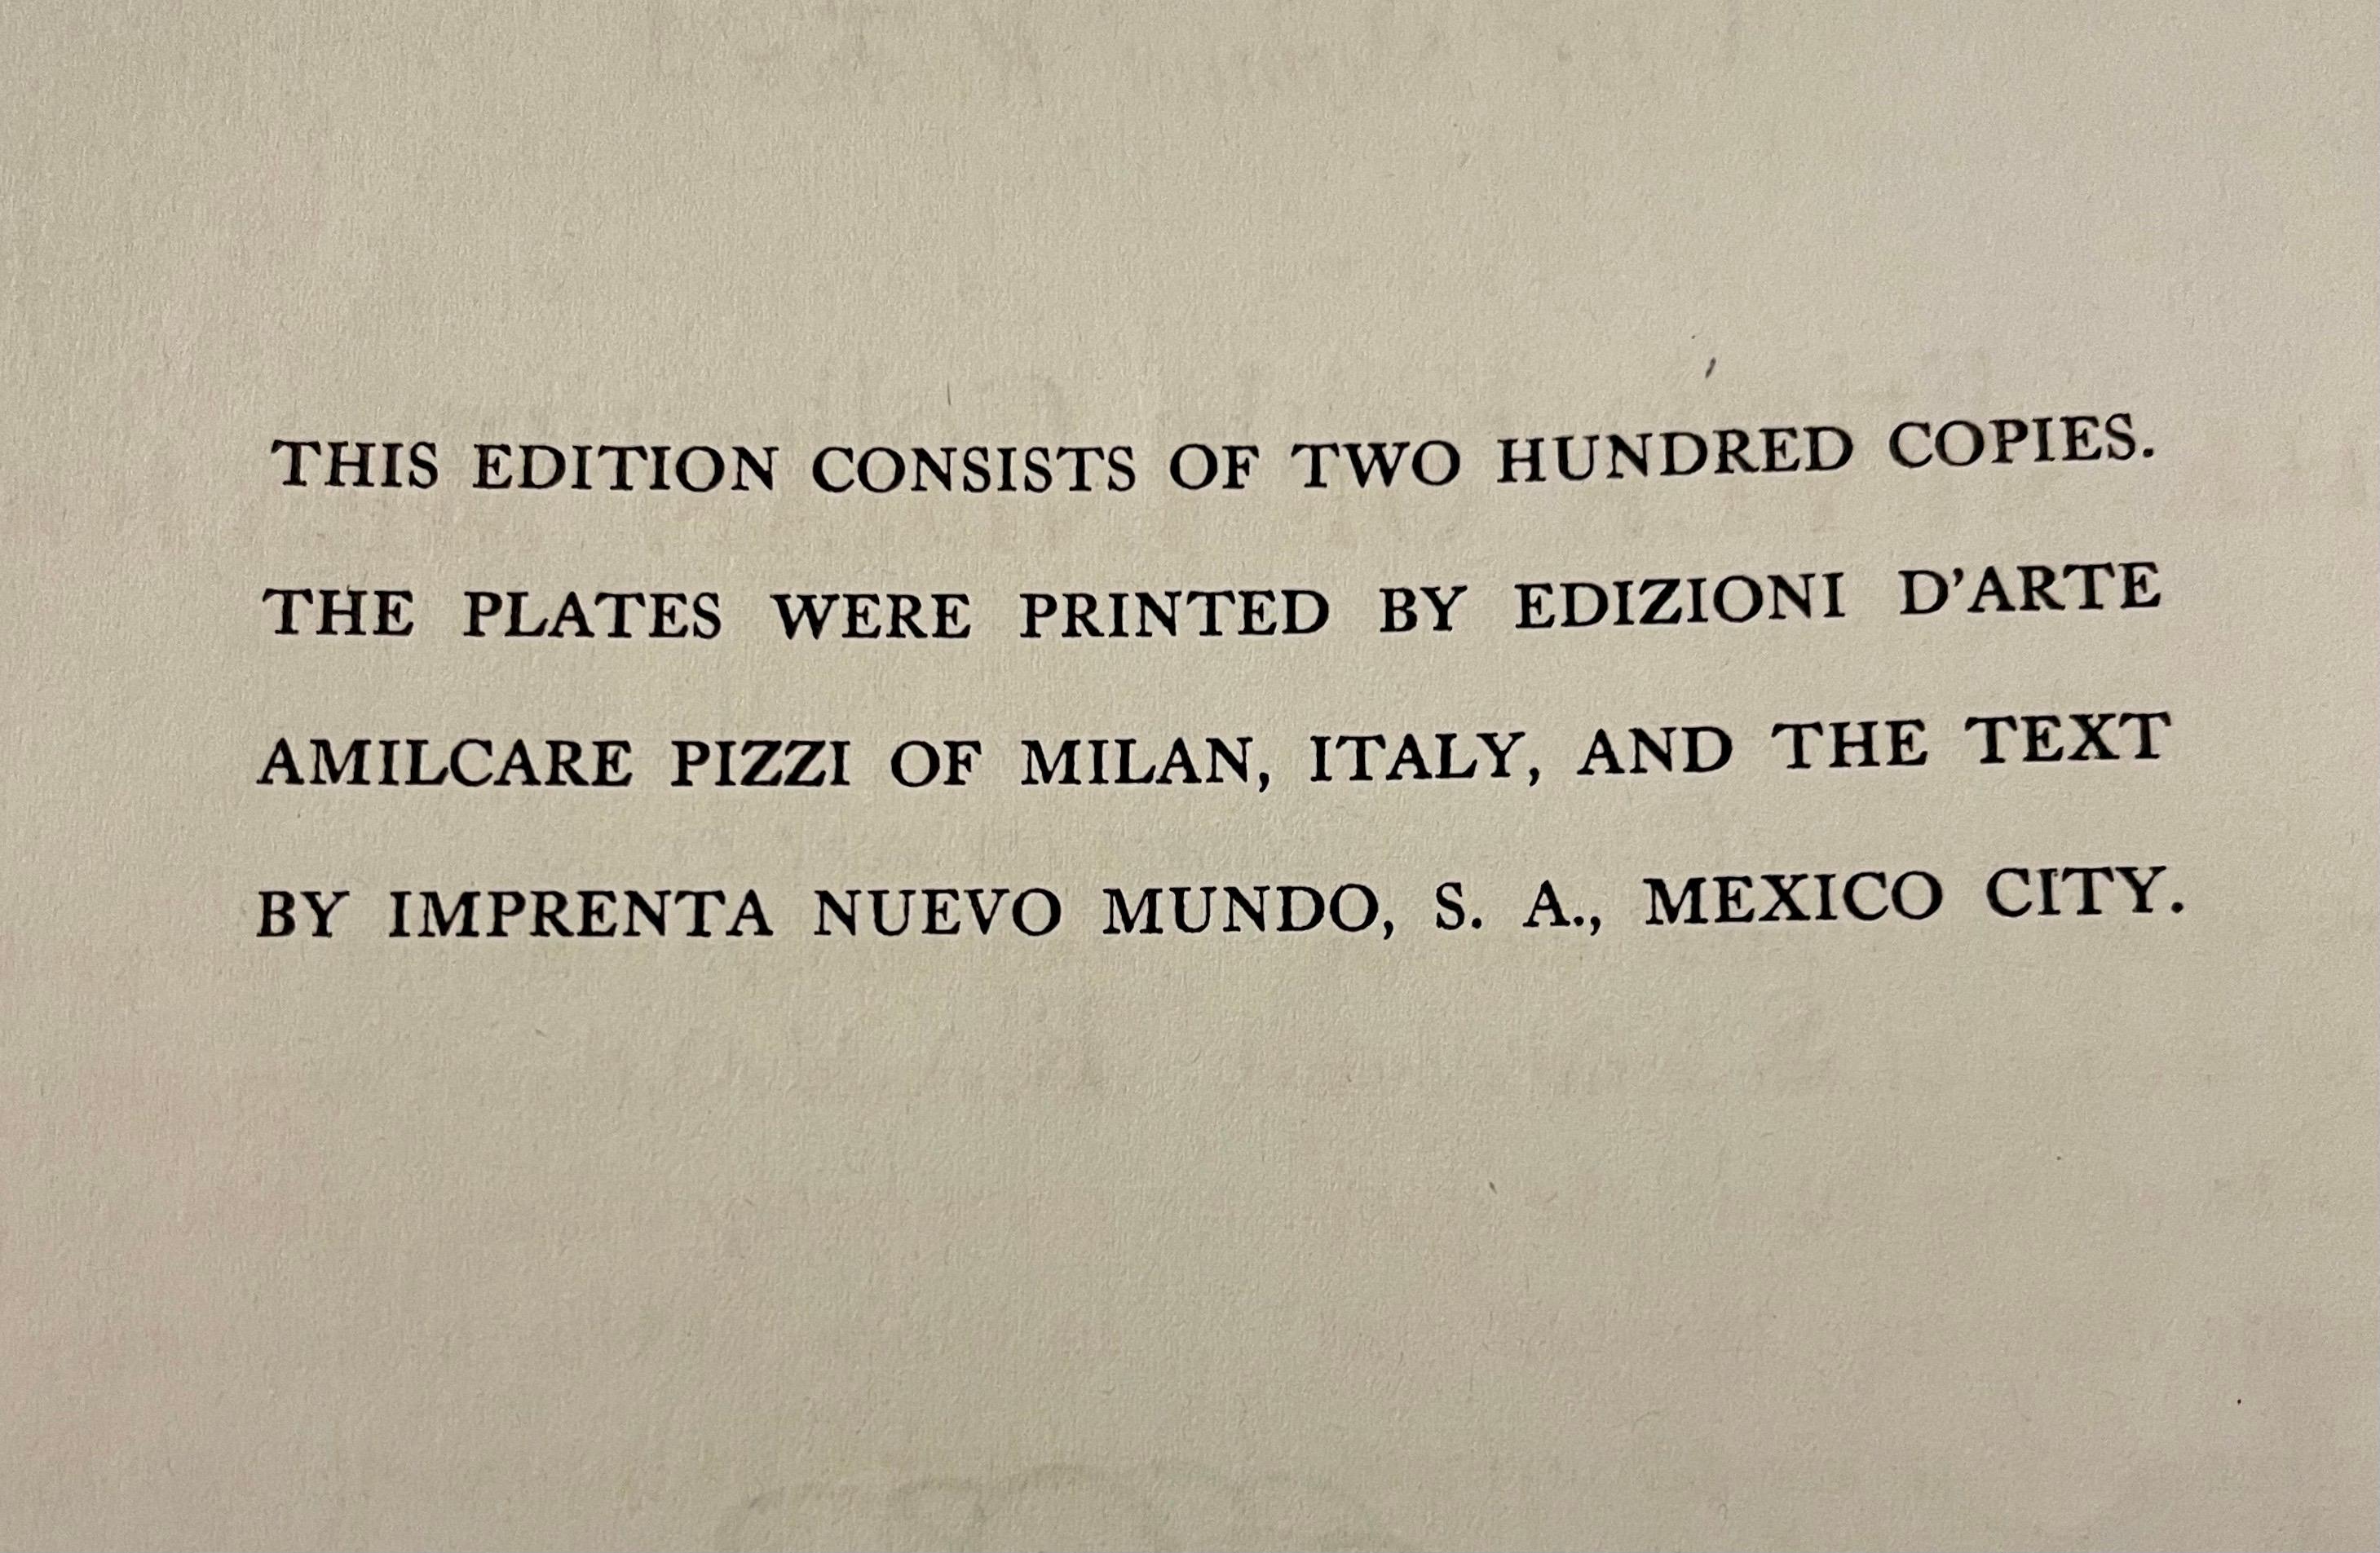 THIS EDITION CONSISTS OF TWO HUNDRED COPIES.
THE PLATES WERE PRINTED BY EDIZIONI D'ARTE
AMILCARE PIZZI OF MILAN, ITALY, AND THE TEXT
BY IMPRENTA NUEVO MUNDO, S. A., MEXICO CITY.